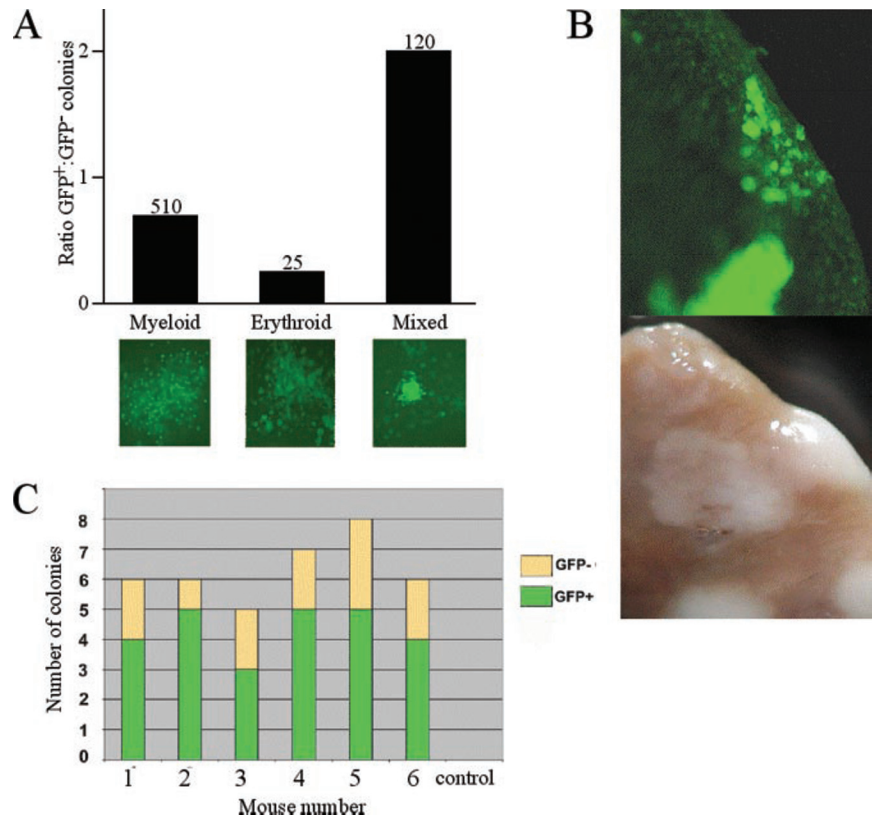 A
Ratio GFP+:GFP- colonies
2
1
0
510
25
120
Myeloid
Erythroid
Mixed
B
C
Number of colonies
8
7
6
5
4
3
2
1
0
1
2
3
4
5
6
control
Mouse number
GFP-
GFP+